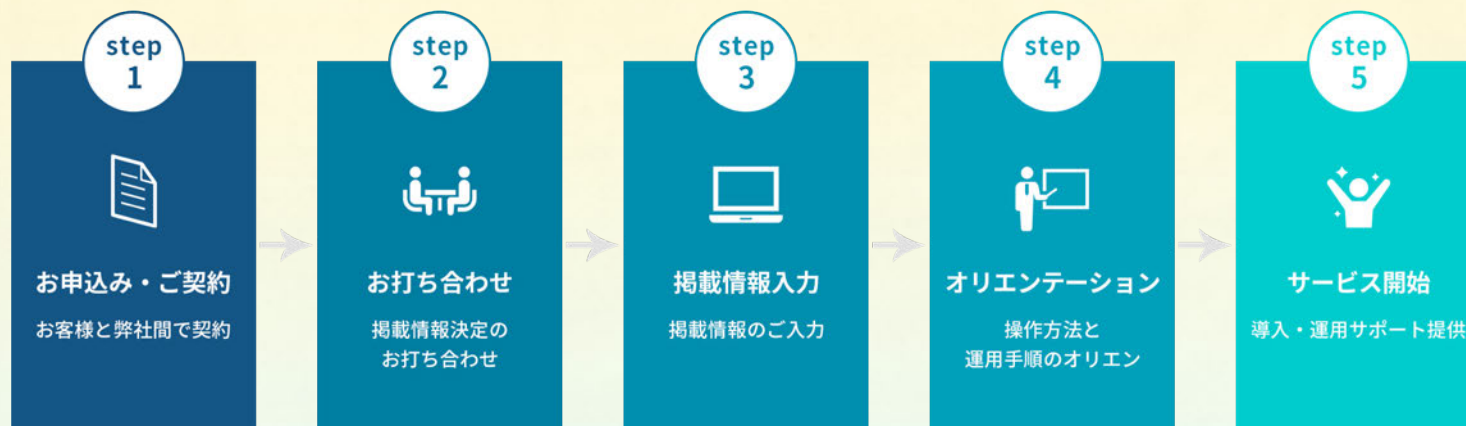 step
1
お申込み・ご契約
お客様と弊社間で契約
step
2
お打ち合わせ
掲載情報決定の
お打ち合わせ
step
3
掲載情報入力
掲載情報のご入力
step
4
オリエンテーション
操作方法と
運用手順のオリエン
step
5
サービス開始
導入・運用サポート提供